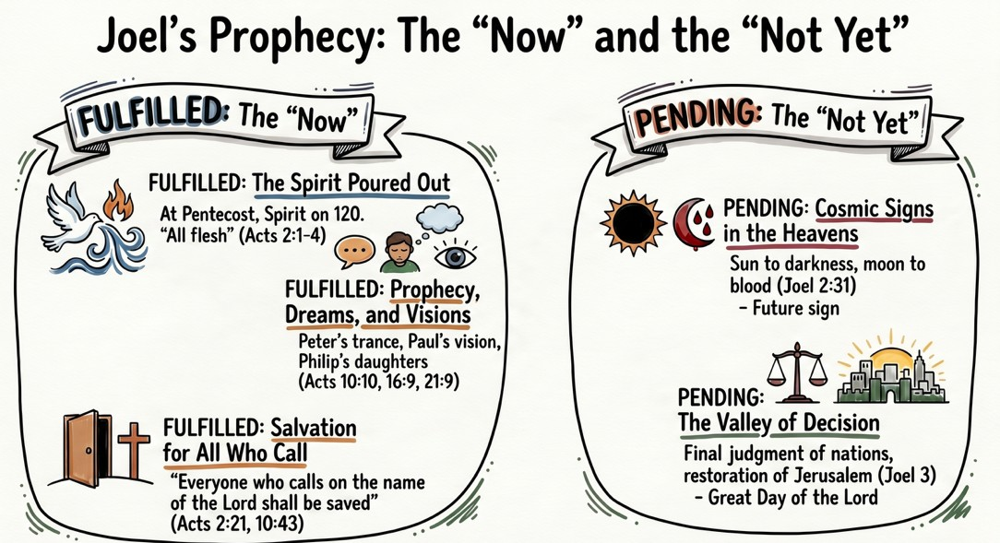 Joel's Prophecy: The “Now” and the “Not Yet”
FULFILLED: The “Now”
FULFILLED: The Spirit Poured Out
At Pentecost, Spirit on 120.
“All flesh” (Acts 2:1–4)
FULFILLED: Prophecy,
Dreams, and Visions
Peter's trance, Paul's vision,
Philip's daughters
(Acts 10:10, 16:9, 21:9)
FULFILLED: Salvation
for All Who Call
“Everyone who calls on the name
of the Lord shall be saved”
(Acts 2:21, 10:43)
PENDING: The “Not Yet”
PENDING: Cosmic Signs
in the Heavens
Sun to darkness, moon to
blood (Joel 2:31)
– Future sign
PENDING:
The Valley of Decision
Final judgment of nations,
restoration of Jerusalem (Joel 3)
– Great Day of the Lord